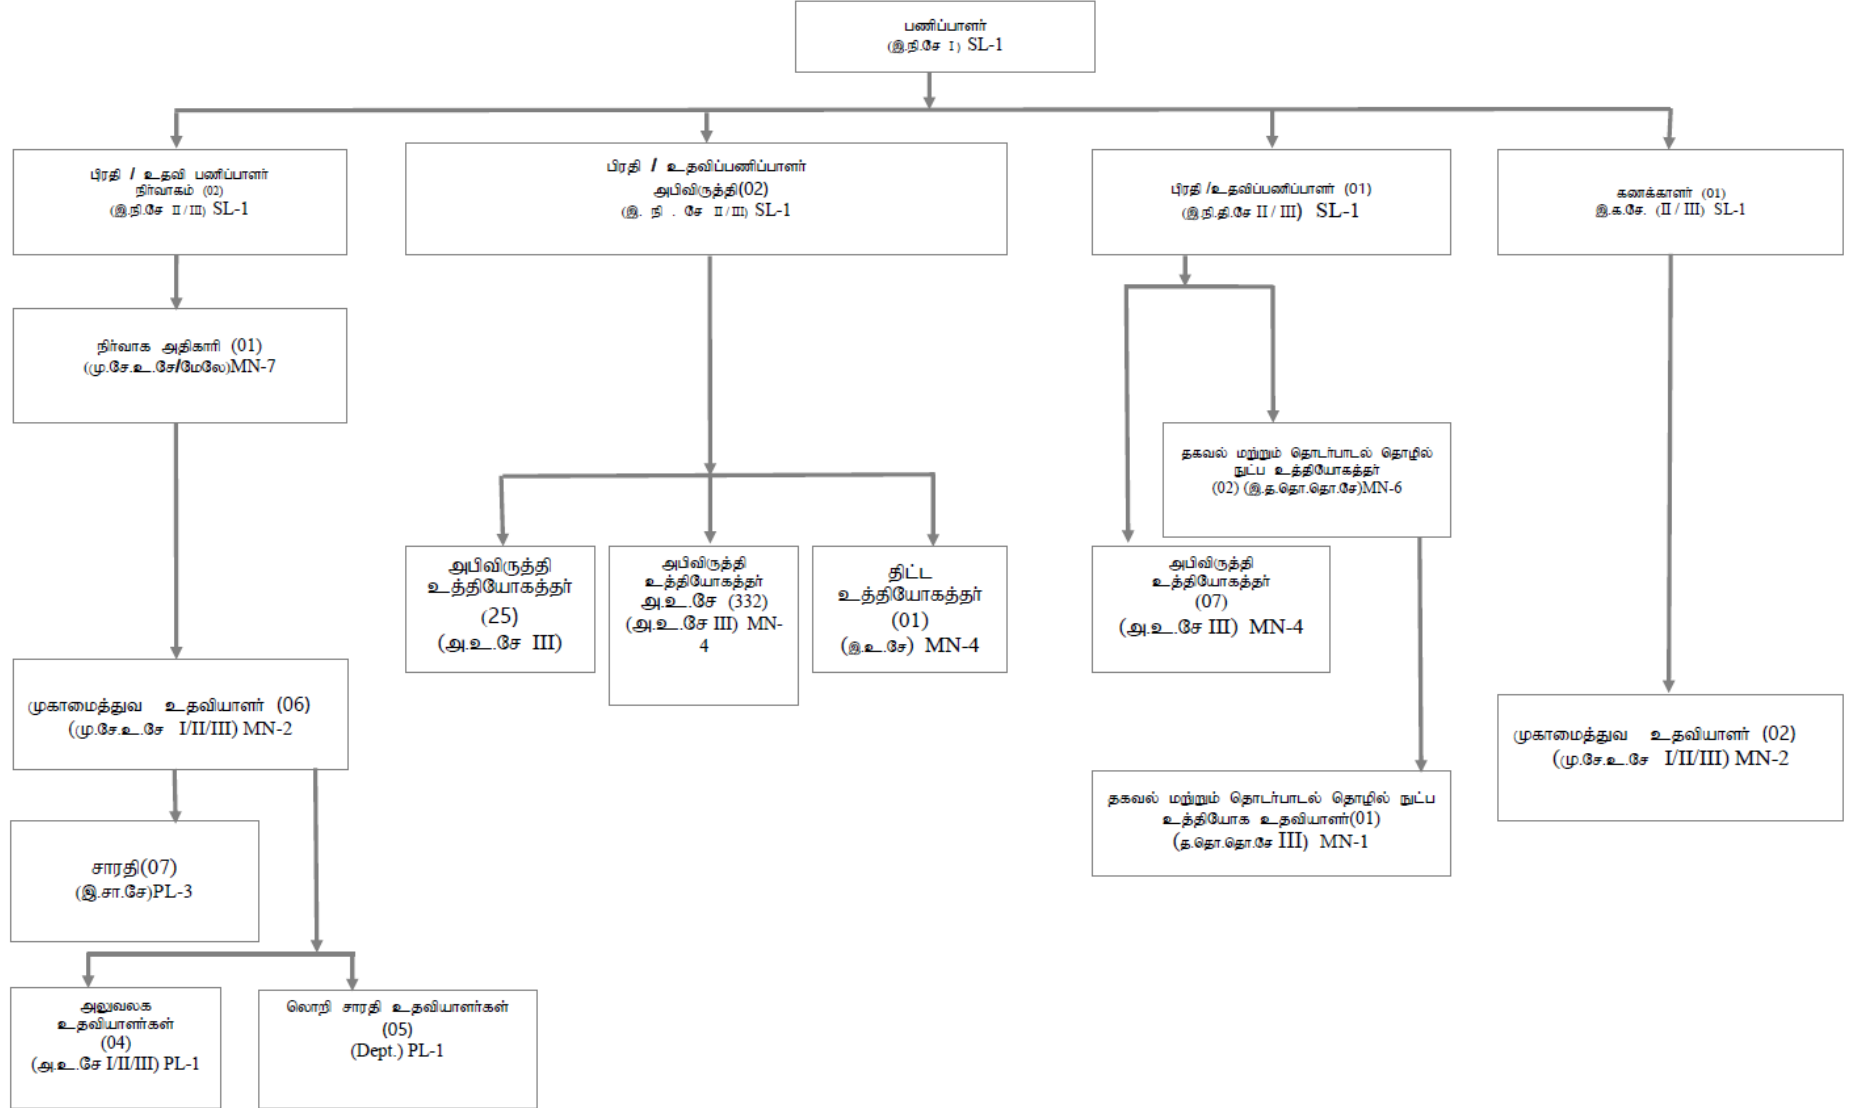 பணிப்பாளர்
(இ.நி.சே I) SL-1
பிரதி / உதவி பணிப்பாளர்
நிர்வாகம் (02)
(இ.நி.சே II / III) SL-1
பிரதி / உதவிப்பணிப்பாளர்
அபிவிருத்தி(02)
(இ. நி . சே II / III) SL-1
பிரதி /உதவிப்பணிப்பாளர் (01)
(இ.நி.தி.சே II / III) SL-1
கணக்காளர் (01)
இ.க.சே. (II / III) SL-1
நிர்வாக அதிகாரி (01)
(மு.சே.உ.சே/மேலே)MN-7
தகவல் மற்றும் தொடர்பாடல் தொழில்
நுட்ப உத்தியோகத்தர்
(02) (இ.த.தொ.தொ.சே)MN-6
அபிவிருத்தி
உத்தியோகத்தர்
(25)
(அ.உ.சே III)
அபிவிருத்தி
உத்தியோகத்தர்
அ.உ.சே (332)
(அ.உ.சே III) MN-
4
திட்ட
உத்தியோகத்தர்
(01)
(இ.உ.சே) MN-4
அபிவிருத்தி
உத்தியோகத்தர்
(07)
(அ.உ.சே III) MN-4
முகாமைத்துவ உதவியாளர் (06)
(மு.சே.உ.சே I/II/III) MN-2
முகாமைத்துவ உதவியாளர் (02)
(மு.சே.உ.சே I/II/III) MN-2
தகவல் மற்றும் தொடர்பாடல் தொழில் நுட்ப
உத்தியோக உதவியாளர்(01)
(த.தொ.தொ.சே III) MN-1
சாரதி(07)
(இ.சா.சே)PL-3
அலுவலக
உதவியாளர்கள்
(04)
(அ.உ.சே I/II/III) PL-1
லொறி சாரதி உதவியாளர்கள்
(05)
(Dept.) PL-1